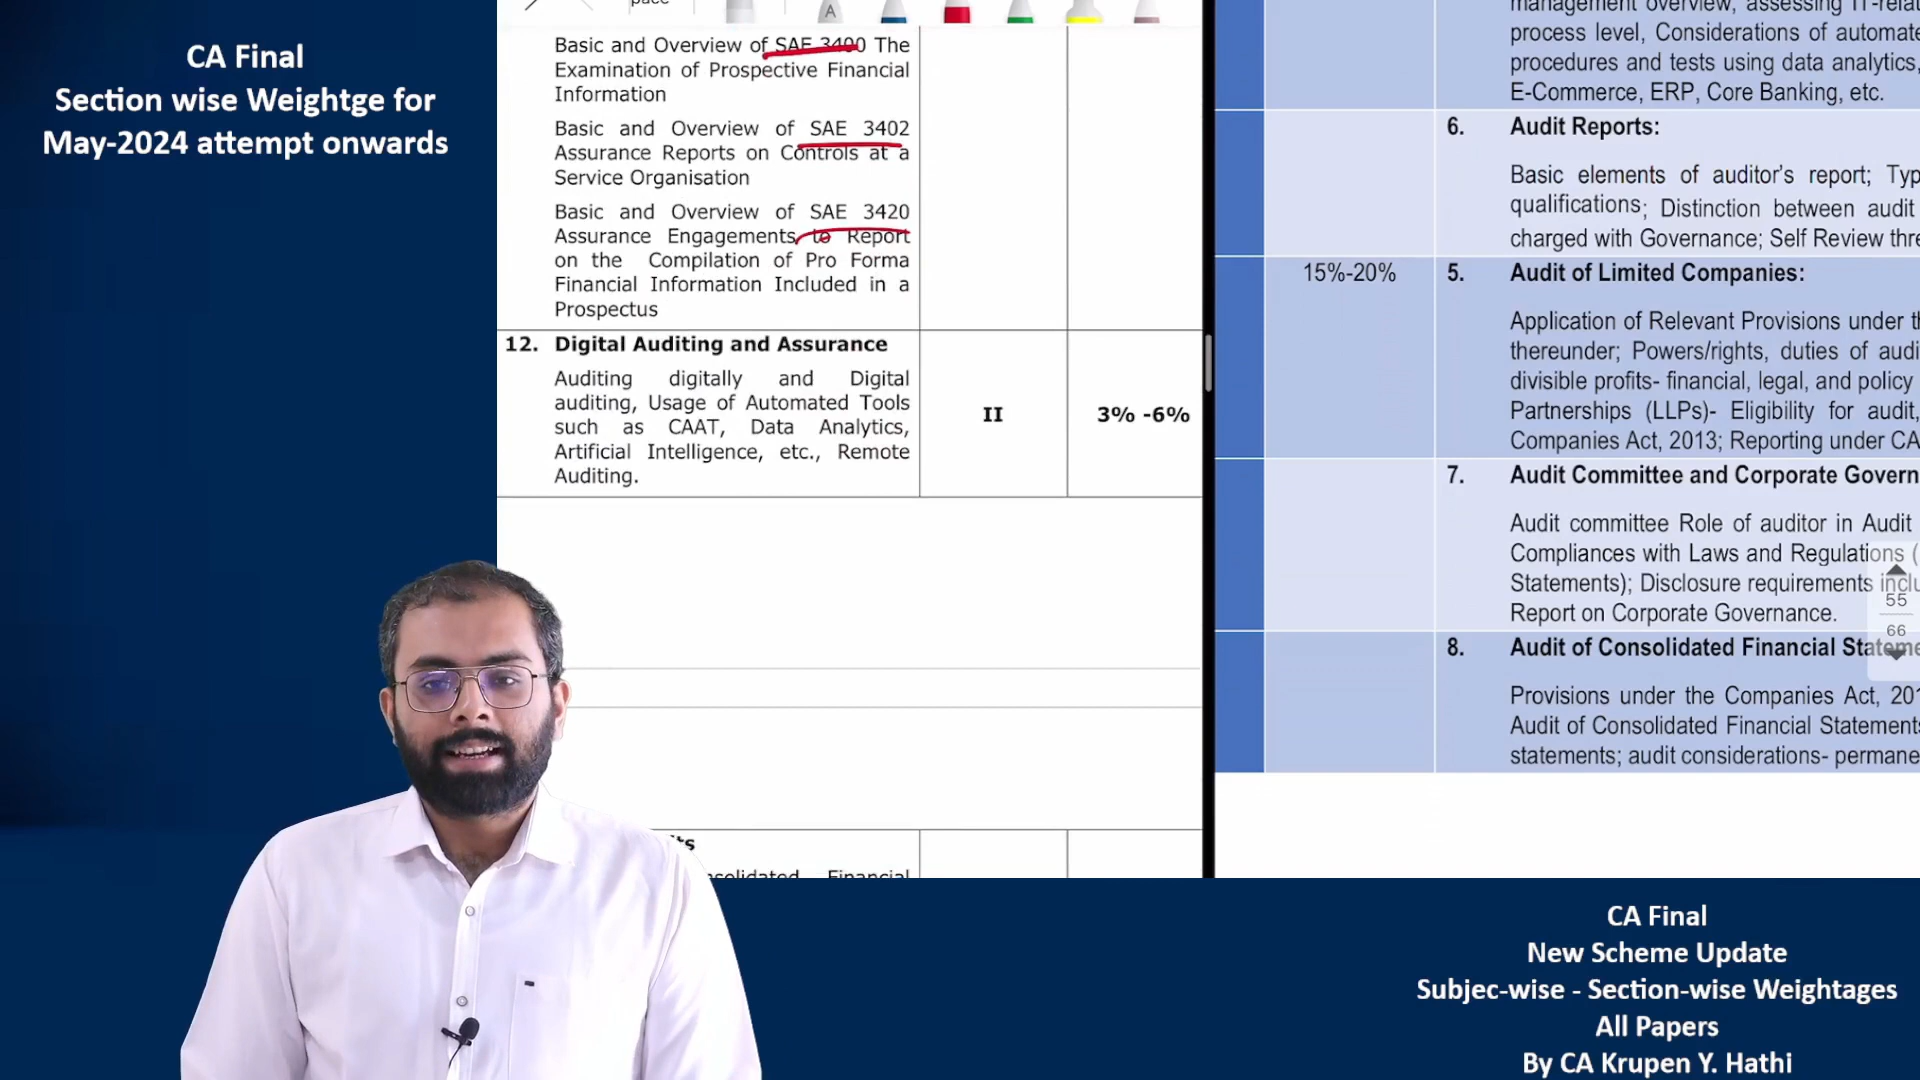 CA Final
Section wise Weightge for
May-2024 attempt onwards
A
Basic and Overview of SAE 3400 The
Examination of Prospective Financial
Information
Basic and Overview of SAE 3402
Assurance Reports on Controls at a
Service Organisation
Basic and Overview of SAE 3420
Assurance Engagements to Report
on the Compilation of Pro Forma
Financial Information Included in a
Prospectus
12. Digital Auditing and Assurance
Auditing digitally and Digital
auditing, Usage of Automated Tools
such as CAAT, Data Analytics,
Artificial Intelligence, etc., Remote
Auditing.
II
3% -6%
Financial
management overview, assessing
process level, Considerations of automate
procedures and tests using data analytics,
E-Commerce, ERP, Core Banking, etc.
6. Audit Reports:
Basic elements of auditor's report; Typ
qualifications; Distinction between audit
charged with Governance; Self Review thre
15%-20%
5. Audit of Limited Companies:
Application of Relevant Provisions under th
thereunder; Powers/rights, duties of audi
divisible profits- financial, legal, and policy
Partnerships (LLPs)- Eligibility for audit,
Companies Act, 2013; Reporting under CA
7. Audit Committee and Corporate Govern
Audit committee Role of auditor in Audit
Compliances with Laws and Regulations (
Statements); Disclosure requirements inclu
Report on Corporate Governance.
55
66
8. Audit of Consolidated Financial Stateme
Provisions under the Companies Act, 201
Audit of Consolidated Financial Statements
statements; audit considerations- permane
CA Final
New Scheme Update
Subjec-wise - Section-wise Weightages
All Papers
By CA Krupen Y. Hathi